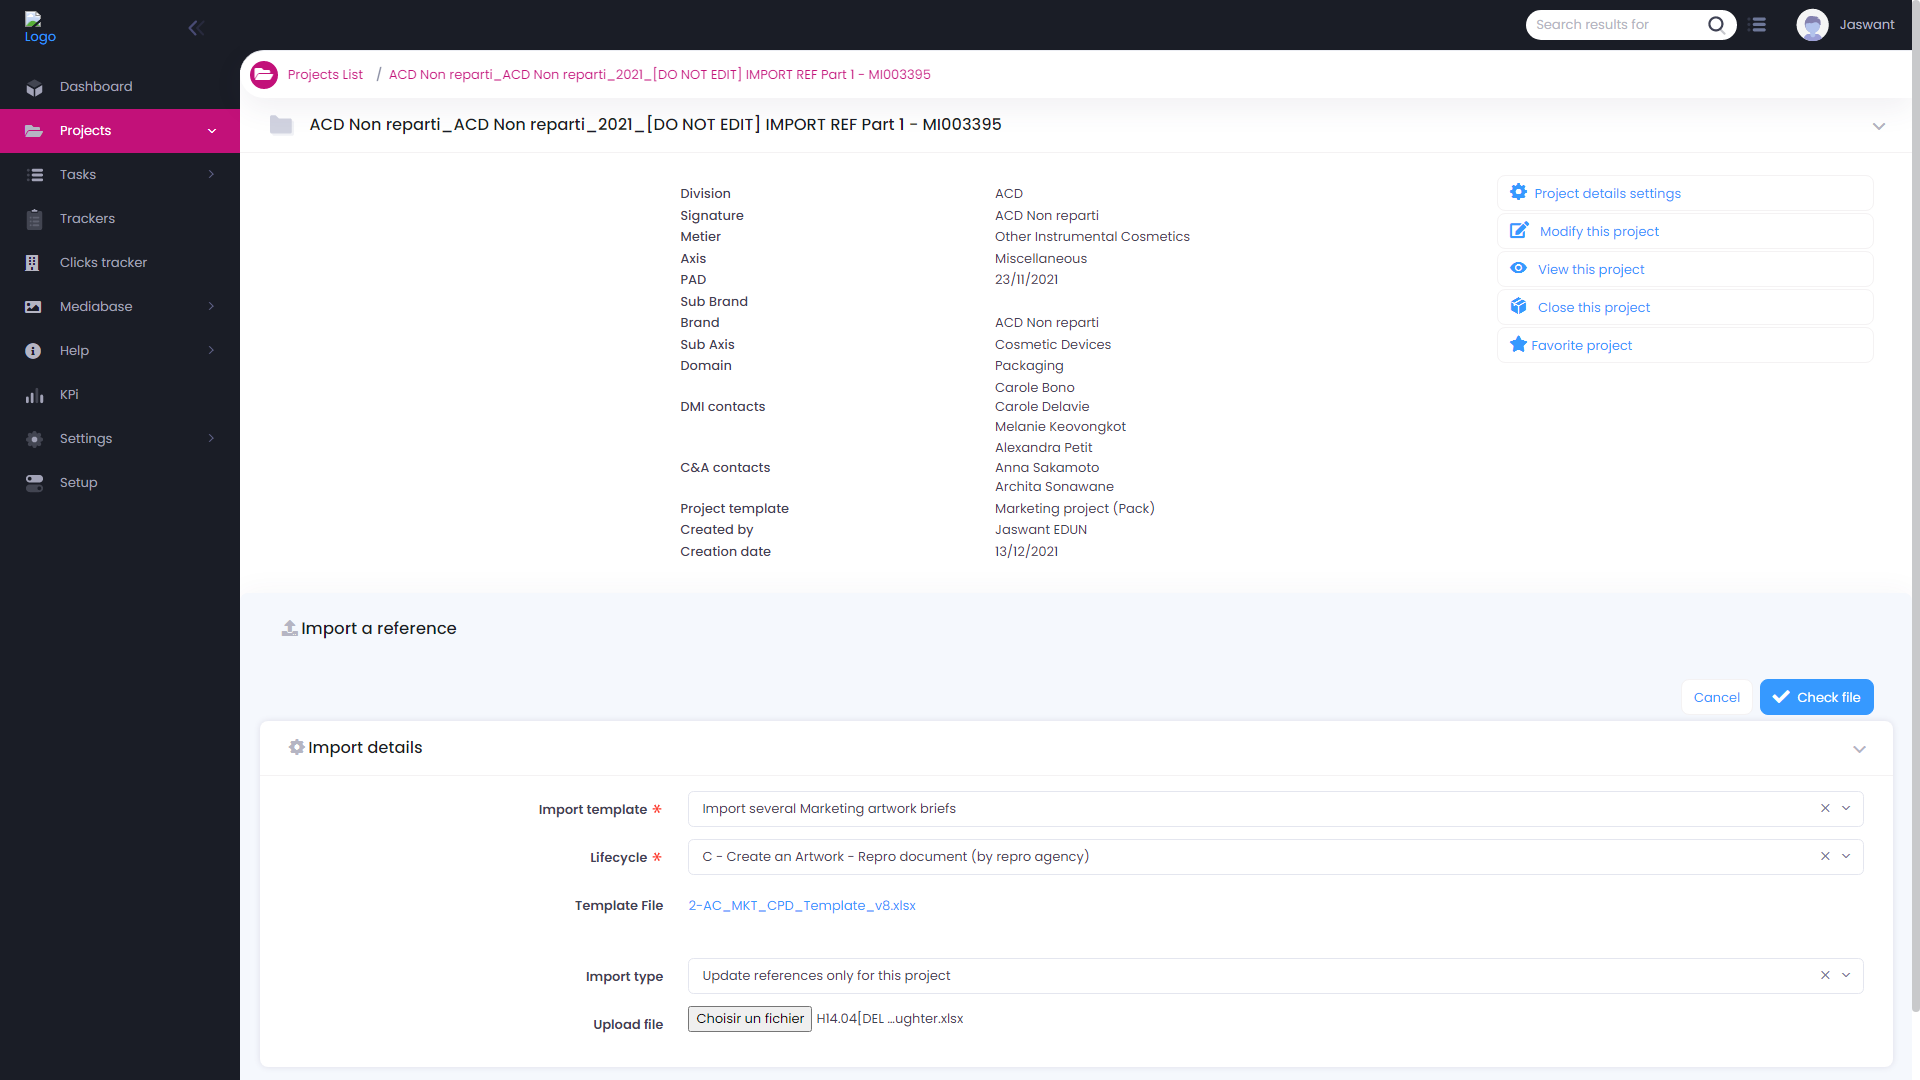 Logo
Search results for
Jaswant
Dashboard
Projects
Tasks
Trackers
Clicks tracker
Mediabase
Help
KPi
Settings
Setup
Projects List / ACD Non reparti_ACD Non reparti_2021_[DO NOT EDIT] IMPORT REF Part 1 - MI003395
ACD Non reparti_ACD Non reparti_2021_[DO NOT EDIT] IMPORT REF Part 1 - MI003395
Division ACD
Signature ACD Non reparti
Metier Other Instrumental Cosmetics
Axis Miscellaneous
PAD 23/11/2021
Sub Brand
Brand ACD Non reparti
Sub Axis Cosmetic Devices
Domain Packaging
Carole Bono
DMI contacts Carole Delavie
Melanie Keovongkot
Alexandra Petit
C&A contacts Anna Sakamoto
Archita Sonawane
Project template Marketing project (Pack)
Created by Jaswant EDUN
Creation date 13/12/2021
Project details settings
Modify this project
View this project
Close this project
Favorite project
Import a reference
Cancel
Check file
Import details
Import template * Import several Marketing artwork briefs
Lifecycle * C - Create an Artwork - Repro document (by repro agency)
Template File 2-AC_MKT_CPD_Template_v8.xlsx
Import type Update references only for this project
Upload file Choisir un fichier H14.04[DEL ...ughter.xlsx